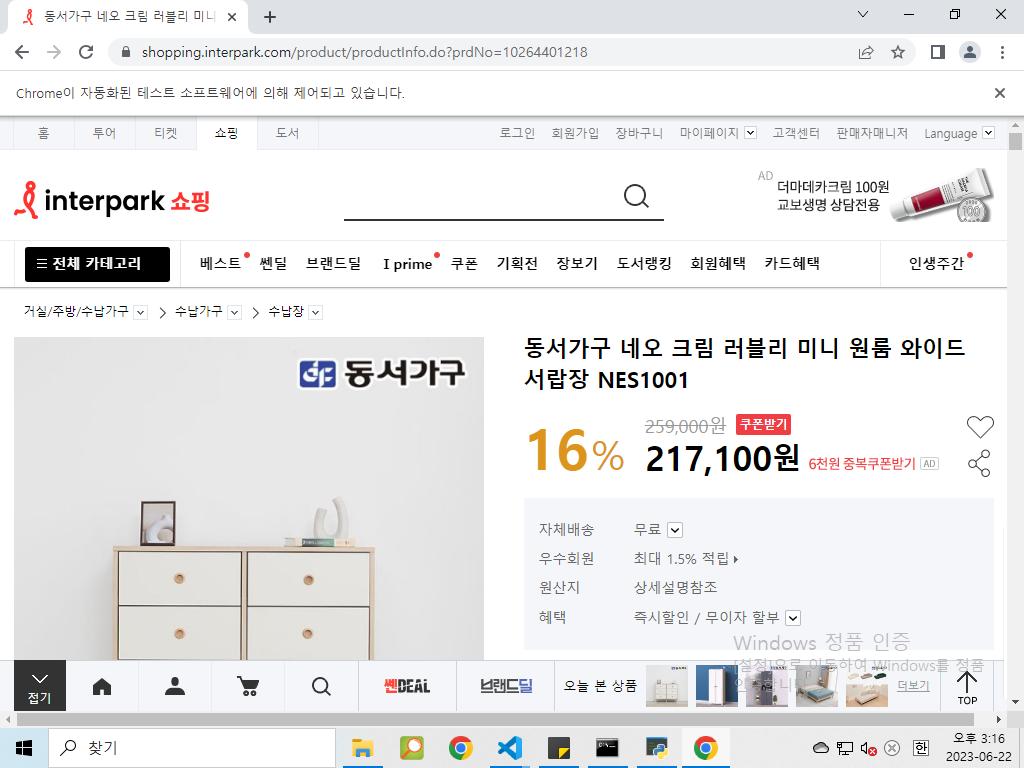 동서가구 네오 크림 러블리 미니
shopping.interpark.com/product/productInfo.do?prdNo=10264401218
Chrome이 자동화된 테스트 소프트웨어에 의해 제어되고 있습니다.
홈 투어 티켓 쇼핑 도서 로그인 회원가입 장바구니 마이페이지 고객센터 판매자매니저 Language
interpark 쇼핑
AD 더마데카크림 100원
교보생명 상담전용
100
전체 카테고리 베스트 쎈딜 브랜드딜 I prime 쿠폰 기획전 장보기 도서랭킹 회원혜택 카드혜택 인생주간
거실/주방/수납가구 수납가구 수납장
동서가구
동서가구 네오 크림 러블리 미니 원룸 와이드
서랍장 NES1001
16% 259,000원 쿠폰받기
217,100원 6천원 중복쿠폰받기 AD
자체배송 무료
우수회원 최대 1.5% 적립
원산지 상세설명참조
혜택 즉시할인 / 무이자 할부
Windows 정품 인증
[설정]으로 이동하여 Windows를 정품
인증합니다.
접기 쎈DEAL 브랜드딜 오늘 본 상품 더보기 TOP
찾기
한
오후 3:16
2023-06-22